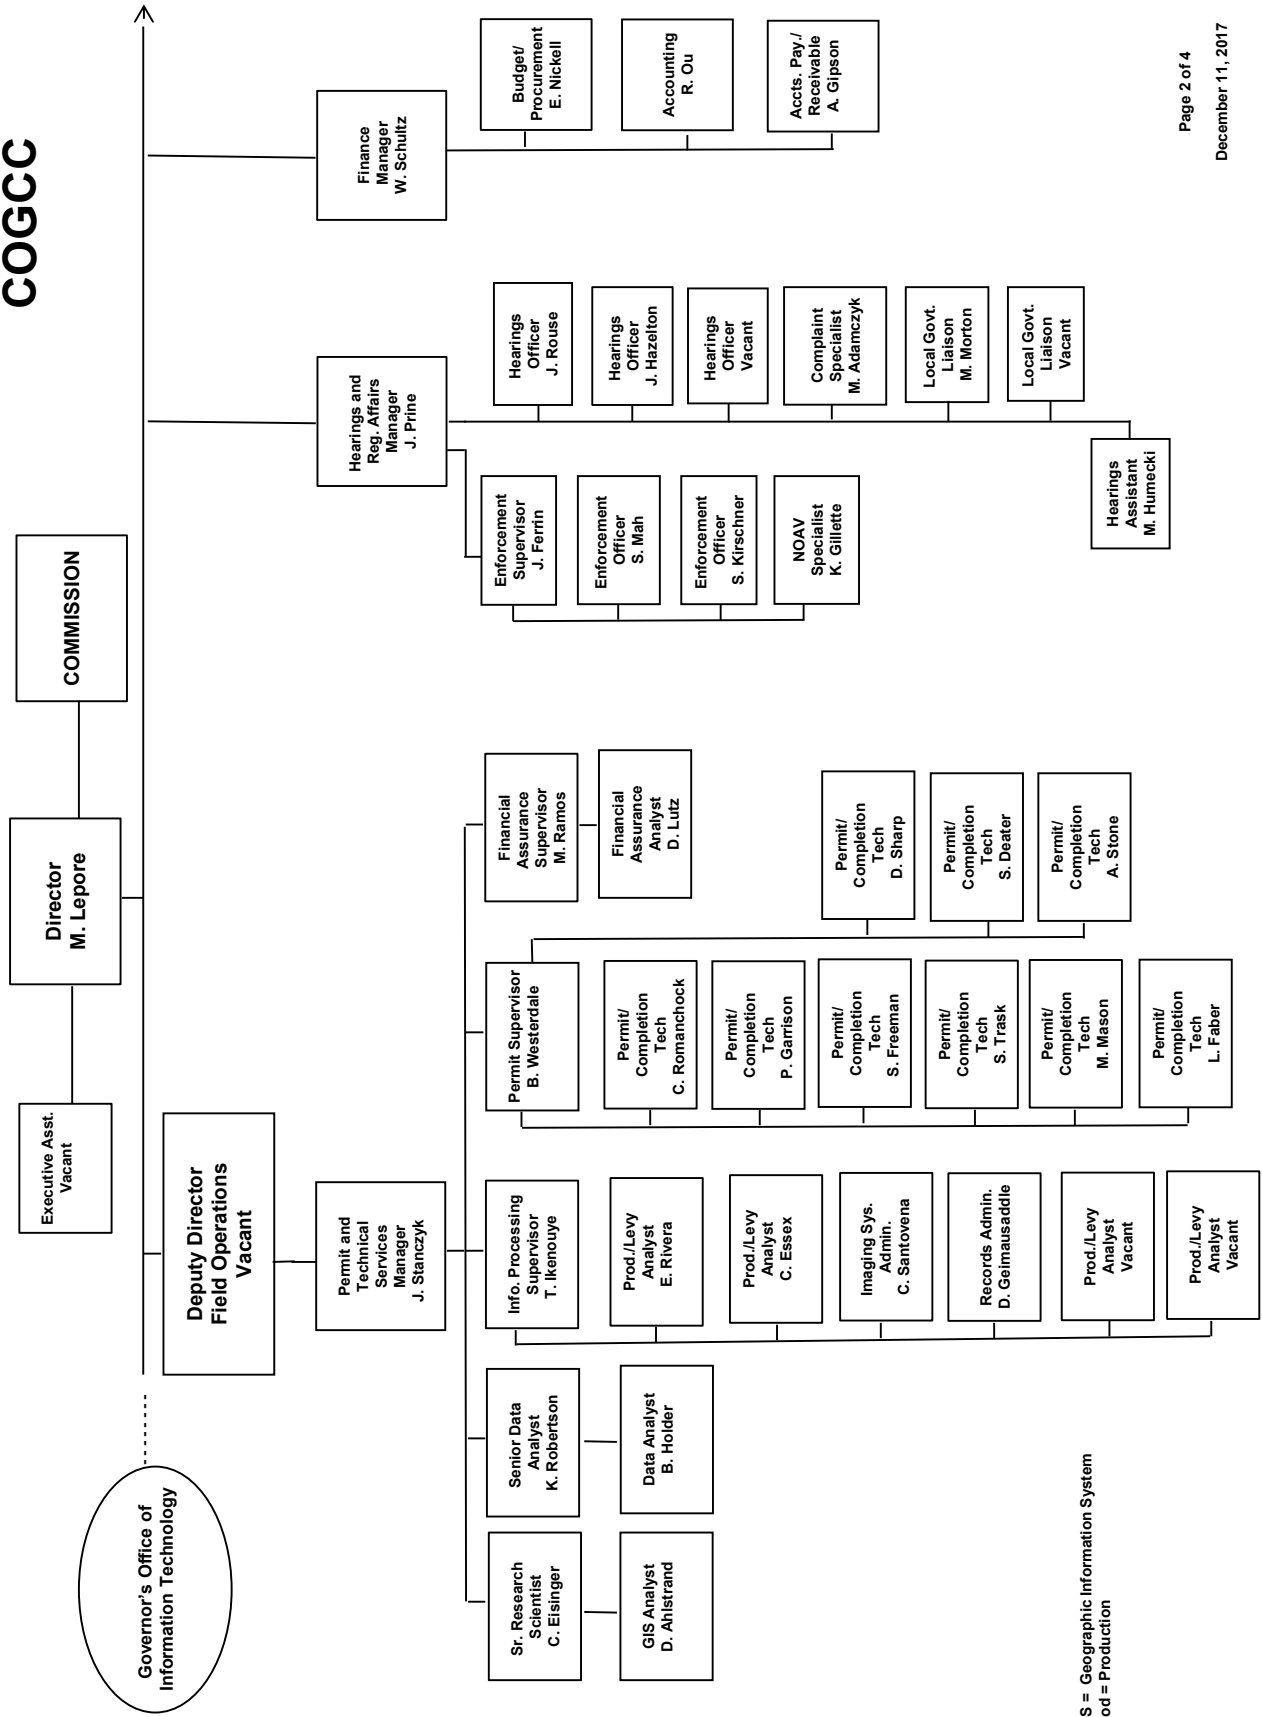 COGCC
COMMISSION
Director
M. Lepore
Executive Asst.
Vacant
Governor's Office of
Information Technology
Deputy Director
Field Operations
Vacant
Permit and
Technical
Services
Manager
J. Stanczyk
Hearings and
Reg. Affairs
Manager
J. Prine
Finance
Manager
W. Schultz
Sr. Research
Scientist
C. Eisinger
GIS Analyst
D. Ahlstrand
Senior Data
Analyst
K. Robertson
Data Analyst
B. Holder
Info. Processing
Supervisor
T. Ikenouye
Prod./Levy
Analyst
E. Rivera
Prod./Levy
Analyst
C. Essex
Imaging Sys.
Admin.
C. Santovena
Records Admin.
D. Geimausaddle
Prod./Levy
Analyst
Vacant
Prod./Levy
Analyst
Vacant
Permit Supervisor
B. Westerdale
Permit/
Completion
Tech
C. Romanchock
Permit/
Completion
Tech
P. Garrison
Permit/
Completion
Tech
S. Freeman
Permit/
Completion
Tech
S. Trask
Permit/
Completion
Tech
M. Mason
Permit/
Completion
Tech
L. Faber
Permit/
Completion
Tech
D. Sharp
Permit/
Completion
Tech
S. Deater
Permit/
Completion
Tech
A. Stone
Financial
Assurance
Supervisor
M. Ramos
Financial
Assurance
Analyst
D. Lutz
Enforcement
Supervisor
J. Ferrin
Enforcement
Officer
S. Mah
Enforcement
Officer
S. Kirschner
NOAV
Specialist
K. Gillette
Hearings
Officer
J. Rouse
Hearings
Officer
J. Hazelton
Hearings
Officer
Vacant
Complaint
Specialist
M. Adamczyk
Local Govt.
Liaison
M. Morton
Local Govt.
Liaison
Vacant
Hearings
Assistant
M. Humecki
Budget/
Procurement
E. Nickell
Accounting
R. Ou
Accts. Pay./
Receivable
A. Gipson
S = Geographic Information System
od = Production
Page 2 of 4
December 11, 2017